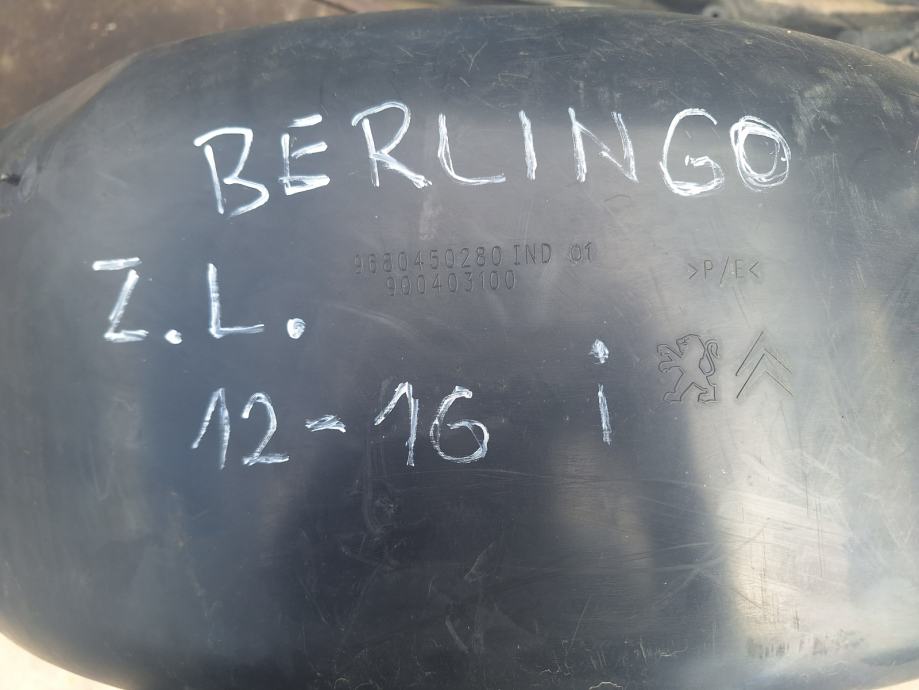 BERLINGO
9680450280 IND 01
900403100
>P/E<
Z.L.
12-16 i